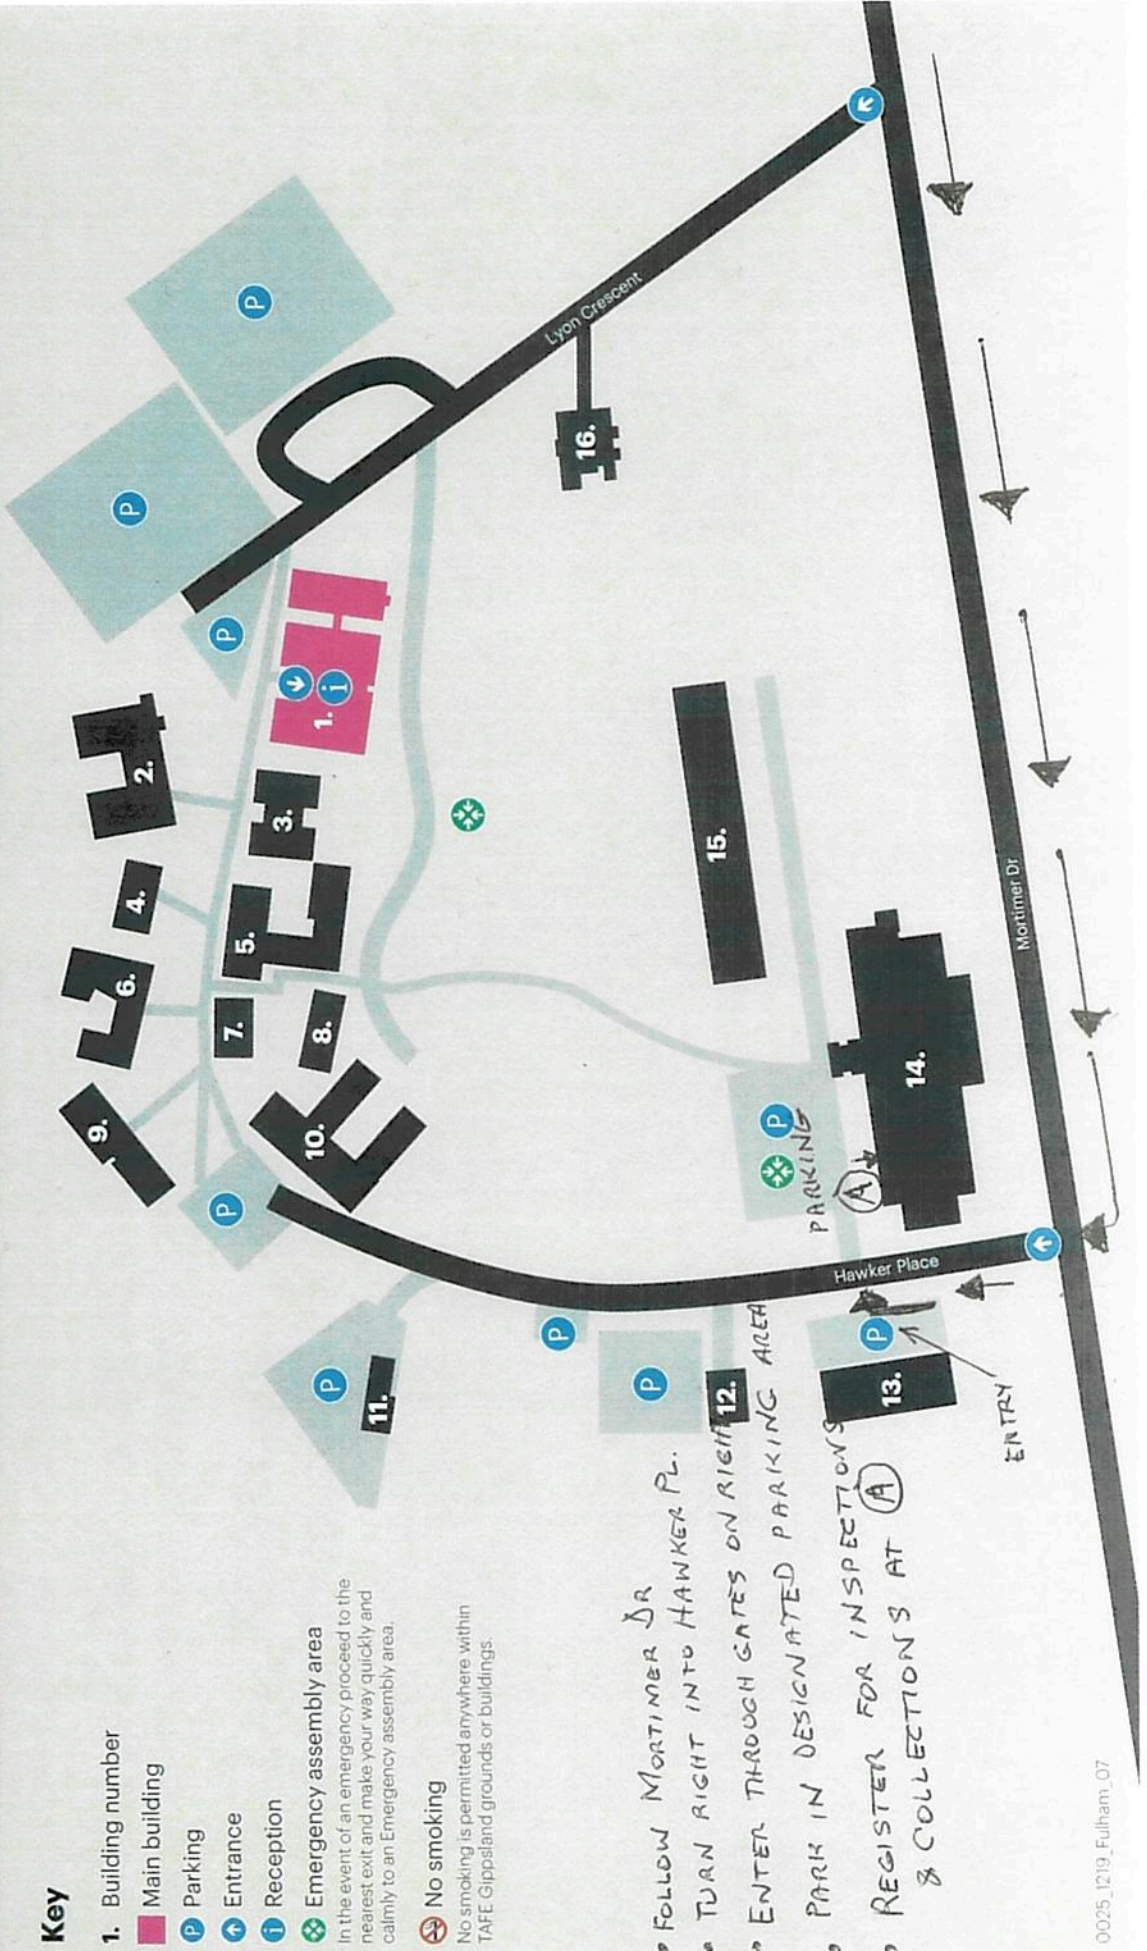 Key
1. Building number
Main building
P Parking
Entrance
i Reception
Emergency assembly area
In the event of an emergency proceed to the
nearest exit and make your way quickly and
calmly to an Emergency assembly area.
No smoking
No smoking is permitted anywhere within
TAFE Gippsland grounds or buildings.
• FOLLOW MORTIMER DR
• TURN RIGHT INTO HAWKER PL.
• ENTER THROUGH GATES ON RIGHT
• PARK IN DESIGNATED PARKING AREA
• REGISTER FOR INSPECTIONS
& COLLECTIONS AT A
0025_1219_Fulham_07
9.
6.
4.
2.
P
P
P
P
7.
5.
3.
1.
i
10.
8.
P
11.
P
P
12.
P
13.
ENTRY
Hawker Place
P
PARKING
A
14.
15.
16.
Lyon Crescent
Mortimer Dr